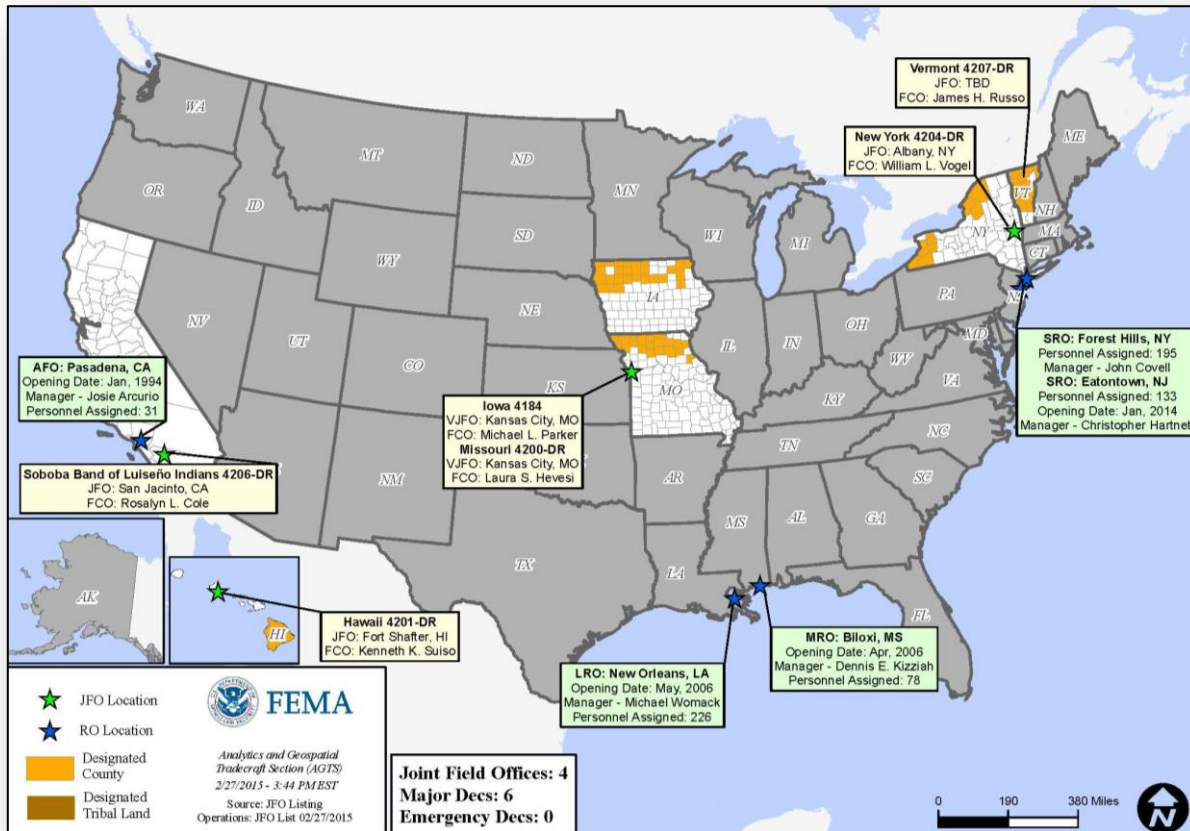 Vermont 4207-DR
JFO: TBD
FCO: James H. Russo
New York 4204-DR
JFO: Albany, NY
FCO: William L. Vogel
WA
MT
ND
MN
ME
OR
ID
SD
WI
MI
NY
VT
NH
MA
CT
WY
IA
NE
PA
NJ
NV
UT
CO
IL
IN
OH
MD
WV
VA
KS
MO
KY
SRO: Forest Hills, NY
Personnel Assigned: 195
Manager - John Covell
SRO: Eatontown, NJ
Personnel Assigned: 133
Opening Date: Jan, 2014
Manager - Christopher Hartnet
AFO: Pasadena, CA
Opening Date: Jan, 1994
Manager - Josie Arcurio
Personnel Assigned: 31
Iowa 4184
VJFO: Kansas City, MO
FCO: Michael L. Parker
Missouri 4200-DR
VJFO: Kansas City, MO
FCO: Laura S. Hevesi
Soboba Band of Luiseño Indians 4206-DR
JFO: San Jacinto, CA
FCO: Rosalyn L. Cole
NM
TN
NC
AR
SC
MS
AL
GA
TX
LA
FL
AK
HI
Hawaii 4201-DR
JFO: Fort Shafter, HI
FCO: Kenneth K. Suiso
LRO: New Orleans, LA
Opening Date: May, 2006
Manager - Michael Womack
Personnel Assigned: 226
MRO: Biloxi, MS
Opening Date: Apr, 2006
Manager - Dennis E. Kizziah
Personnel Assigned: 78
JFO Location
RO Location
Designated
County
Designated
Tribal Land
FEMA
Analytics and Geospatial
Tradecraft Section (AGTS)
2/27/2015 - 3:44 PM EST
Source: JFO Listing
Operations: JFO List 02/27/2015
Joint Field Offices: 4
Major Decs: 6
Emergency Decs: 0
0 190 380 Miles
N